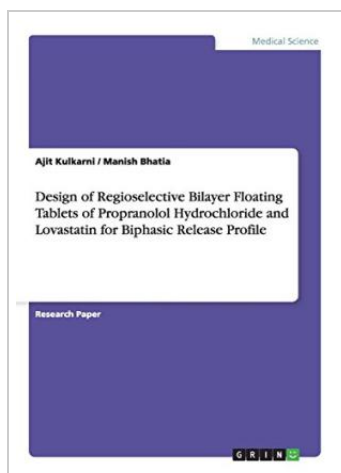 Medical Science
Ajit Kulkarni / Manish Bhatia
Design of Regioselective Bilayer Floating
Tablets of Propranolol Hydrochloride and
Lovastatin for Biphasic Release Profile
Research Paper
GRIN